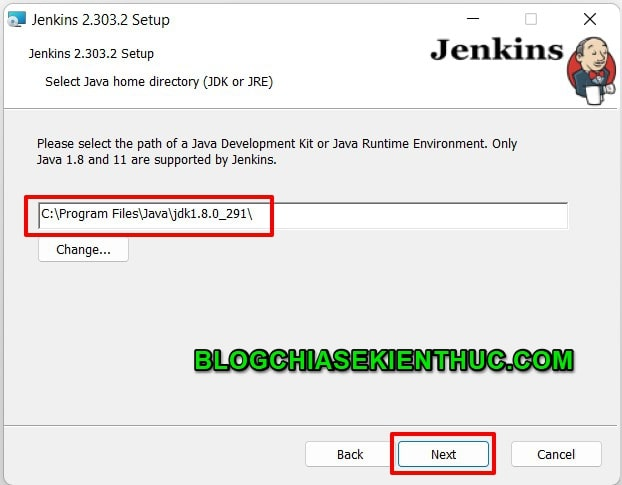 Jenkins 2.303.2 Setup
Jenkins 2.303.2 Setup
Jenkins
Select Java home directory (JDK or JRE)
Please select the path of a Java Development Kit or Java Runtime Environment. Only
Java 1.8 and 11 are supported by Jenkins.
C:\Program Files\Java\jdk1.8.0_291\
Change...
BLOGCHIASEKIENTHUC.COM
Back Next Cancel